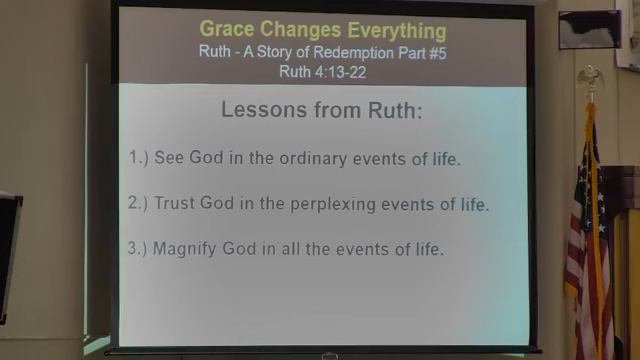 Grace Changes Everything
Ruth - A Story of Redemption Part #5
Ruth 4:13-22
Lessons from Ruth:
1.) See God in the ordinary events of life.
2.) Trust God in the perplexing events of life.
3.) Magnify God in all the events of life.